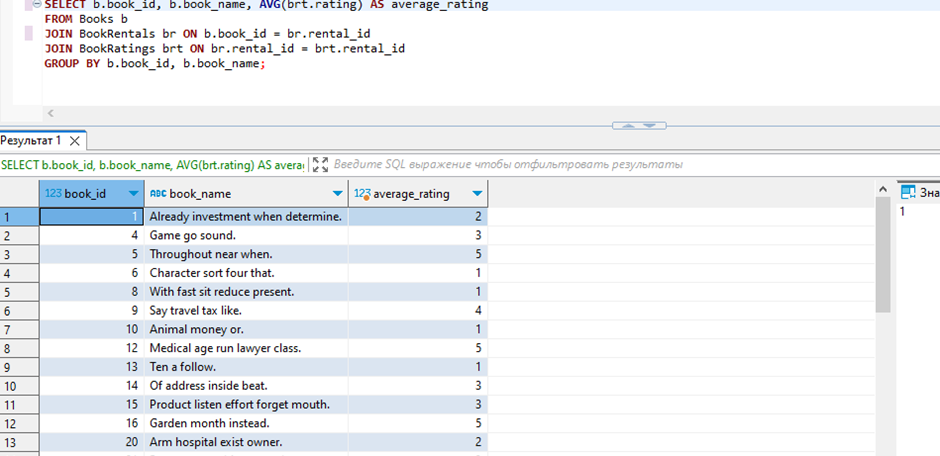 SELECT b.book_id, b.book_name, AVG(brt.rating) AS average_rating
FROM Books b
JOIN BookRentals br ON b.book_id = br.rental_id
JOIN BookRatings brt ON br.rental_id = brt.rental_id
GROUP BY b.book_id, b.book_name;
Результат 1
SELECT b.book_id, b.book_name, AVG(brt.rating) AS avera Введите SQL выражение чтобы отфильтровать результаты
123 book_id ABC book_name 123 average_rating Зна
1 1 Already investment when determine. 2 1
2 4 Game go sound. 3
3 5 Throughout near when. 5
4 6 Character sort four that. 1
5 8 With fast sit reduce present. 1
6 9 Say travel tax like. 4
7 10 Animal money or. 1
8 12 Medical age run lawyer class. 5
9 13 Ten a follow. 1
10 14 Of address inside beat. 3
11 15 Product listen effort forget mouth. 3
12 16 Garden month instead. 5
13 20 Arm hospital exist owner. 2